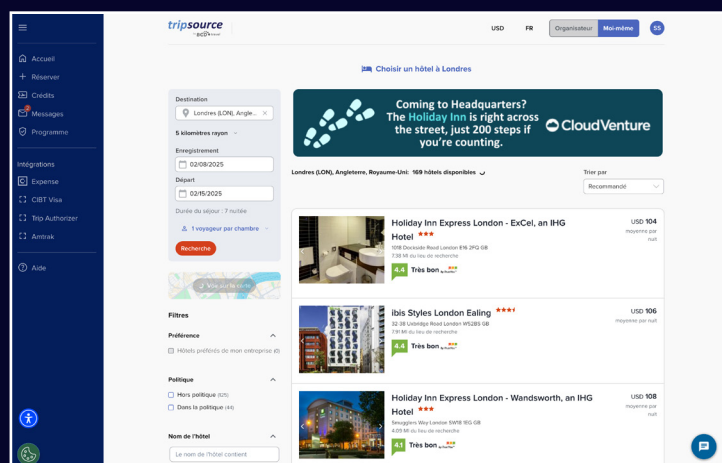 tripsource
by BCD travel
USD
FR
Organisateur
Moi-même
SS
Accueil
Réserver
Crédits
2
Messages
Programme
Intégrations
Expense
CIBT Visa
Trip Authorizer
Amtrak
Aide
Choisir un hôtel à Londres
Destination
Londres (LON), Angle...
5 kilomètres rayon
Enregistrement
02/08/2025
Départ
02/15/2025
Durée du séjour : 7 nuitée
1 voyageur par chambre
Recherche
Vue sur la carte
Filtres
Préférence
Hôtels préférés de mon entreprise (0)
Politique
Hors politique (625)
Dans la politique (44)
Nom de l'hôtel
Le nom de l'hôtel contient
Coming to Headquarters?
The Holiday Inn is right across
the street, just 200 steps if
you're counting.
CloudVenture
Londres (LON), Angleterre, Royaume-Uni: 169 hôtels disponibles
Trier par
Recommandé
Holiday Inn Express London - ExCel, an IHG
Hotel
1018 Dockside Road London E16 2FQ GB
7.38 MI du lieu de recherche
4.4 Très bon
USD 104
moyenne par
nuit
ibis Styles London Ealing
32-38 Uxbridge Road London W52BS GB
7.91 MI du lieu de recherche
4.4 Très bon
USD 106
moyenne par nuit
Holiday Inn Express London - Wandsworth, an IHG
Hotel
Smugglers Way London SW18 1EG GB
4.69 MI du lieu de recherche
4.1 Très bon
USD 108
moyenne par
nuit